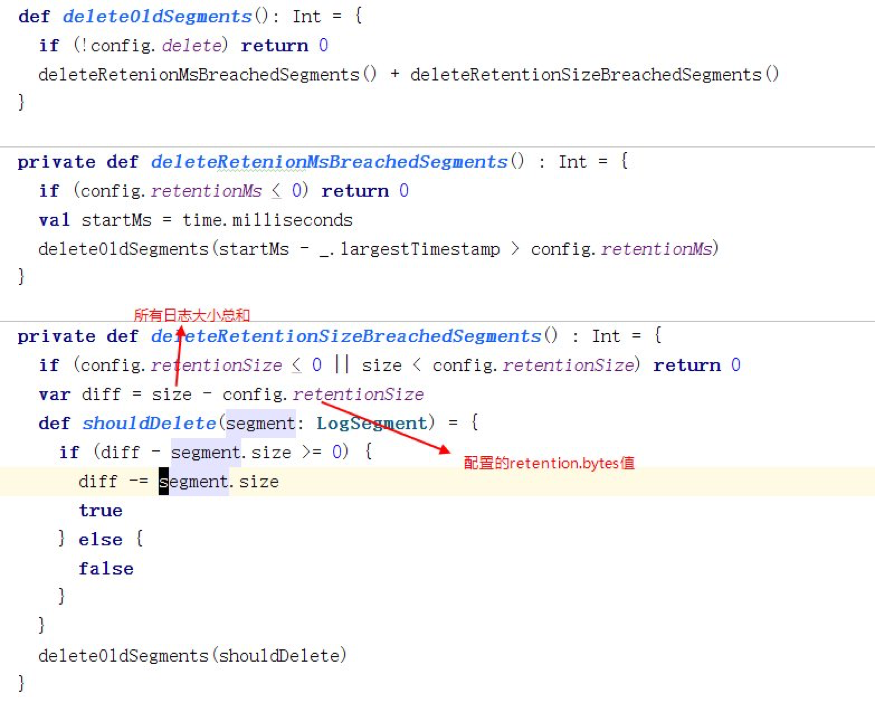 def deleteOldSegments(): Int = {
if (!config.delete) return 0
deleteRetenionMsBreachedSegments() + deleteRetentionSizeBreachedSegments()
}
private def deleteRetenionMsBreachedSegments() : Int = {
if (config.retentionMs < 0) return 0
val startMs = time.milliseconds
deleteOldSegments(startMs - _.largestTimestamp > config.retentionMs)
}
所有日志大小总和
private def deleteRetentionSizeBreachedSegments() : Int = {
if (config.retentionSize < 0 || size < config.retentionSize) return 0
var diff = size - config.retentionSize
def shouldDelete(segment: LogSegment) = {
if (diff - segment.size >= 0) {
配置的retention.bytes值
diff -= segment.size
true
} else {
false
}
}
deleteOldSegments(shouldDelete)
}